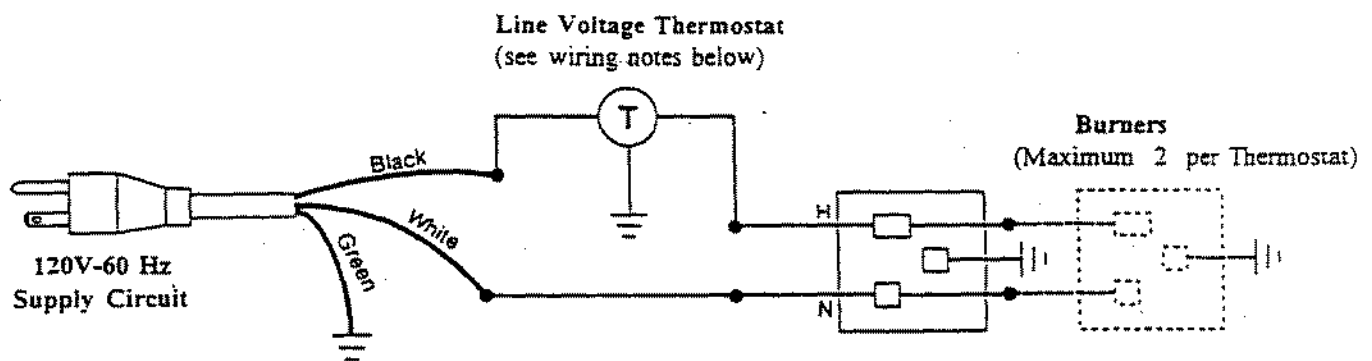 Line Voltage Thermostat
(see wiring notes below)
T
Burners
(Maximum 2 per Thermostat)
Black
H
White
Green
N
120V-60 Hz
Supply Circuit